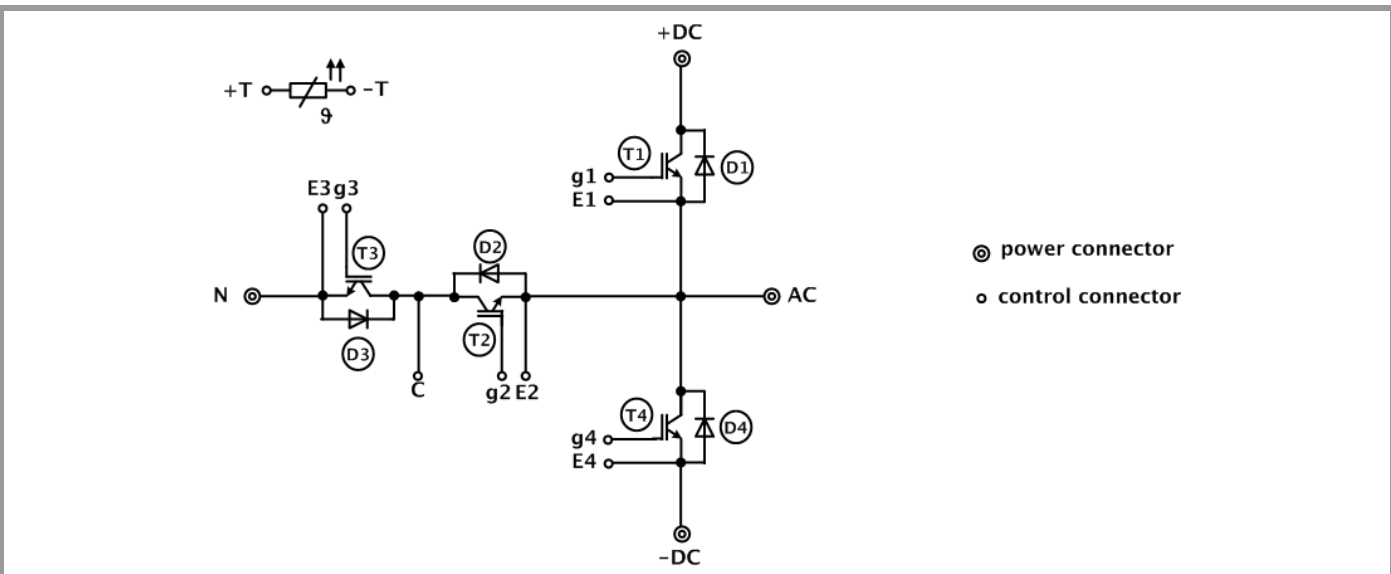 +DC
+T
-T
ϑ
T1
D1
g1
E1
E3 g3
T3
D2
N
AC
power connector
control connector
D3
T2
C
g2 E2
T4
D4
g4
E4
-DC